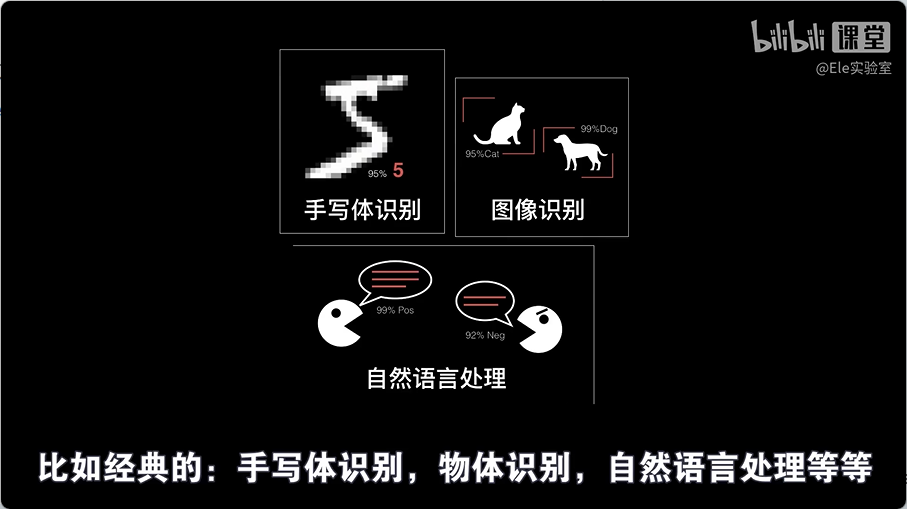 bilibili 课堂
@Ele实验室
95% 5
手写体识别
99%Dog
95%Cat
图像识别
99% Pos
92% Neg
自然语言处理
比如经典的：手写体识别，物体识别，自然语言处理等等